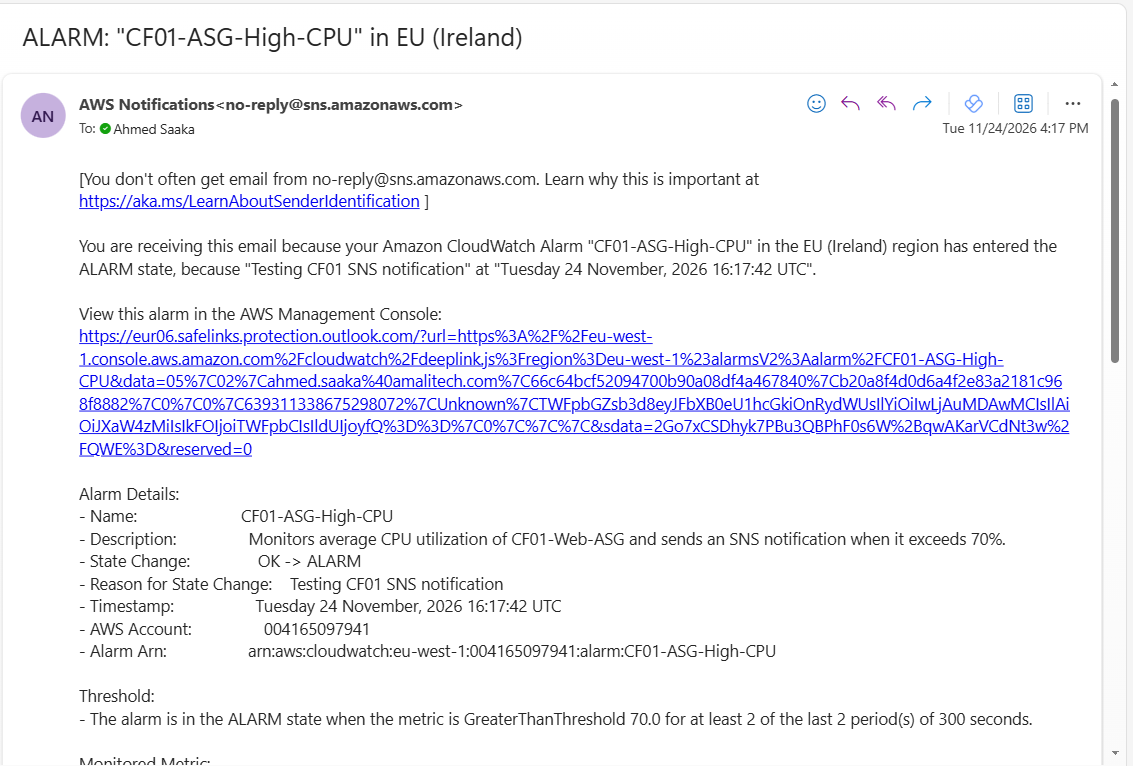 ALARM: "CF01-ASG-High-CPU" in EU (Ireland)
AN
AWS Notifications<no-reply@sns.amazonaws.com>
To: Ahmed Saaka
Tue 11/24/2026 4:17 PM
[You don't often get email from no-reply@sns.amazonaws.com. Learn why this is important at
https://aka.ms/LearnAboutSenderIdentification ]
You are receiving this email because your Amazon CloudWatch Alarm "CF01-ASG-High-CPU" in the EU (Ireland) region has entered the
ALARM state, because "Testing CF01 SNS notification" at "Tuesday 24 November, 2026 16:17:42 UTC".
View this alarm in the AWS Management Console:
https://eur06.safelinks.protection.outlook.com/?url=https%3A%2F%2Feu-west-
1.console.aws.amazon.com%2Fcloudwatch%2Fdeeplink.js%3Fregion%3Deu-west-1%23alarmsV2%3Aalarm%2FCF01-ASG-High-
CPU&data=05%7C02%7Cahmed.saaka%40amalitech.com%7C66c64bcf52094700b90a08df4a467840%7Cb20a8f4d0d6a4f2e83a2181c96
8f8882%7C0%7C0%7C639311338675298072%7CUnknown%7CTWFpbGZsb3d8eyJFbXB0eU1hcGkiOnRydWUsIlYiOiIwLjAuMDAwMCIsIlAi
OiJXaW4zMiIsIkFOIjoiTWFpbCIsIldUIjoyfQ%3D%3D%7C0%7C%7C%7C&sdata=2Go7xCSDhyk7PBu3QBPhF0s6W%2BqwAKarVCdNt3w%2
FQWE%3D&reserved=0
Alarm Details:
- Name: CF01-ASG-High-CPU
- Description: Monitors average CPU utilization of CF01-Web-ASG and sends an SNS notification when it exceeds 70%.
- State Change: OK -> ALARM
- Reason for State Change: Testing CF01 SNS notification
- Timestamp: Tuesday 24 November, 2026 16:17:42 UTC
- AWS Account: 004165097941
- Alarm Arn: arn:aws:cloudwatch:eu-west-1:004165097941:alarm:CF01-ASG-High-CPU
Threshold:
- The alarm is in the ALARM state when the metric is GreaterThanThreshold 70.0 for at least 2 of the last 2 period(s) of 300 seconds.
Monitored Metric: